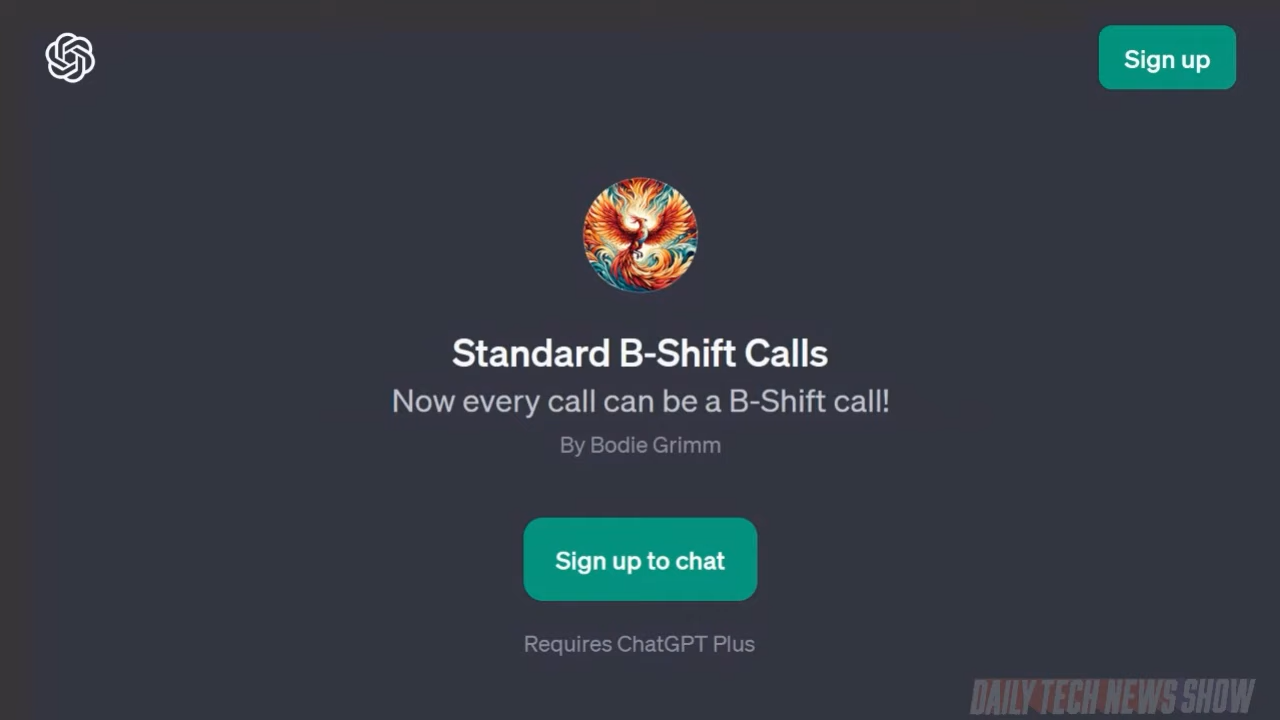 Sign up
Standard B-Shift Calls
Now every call can be a B-Shift call!
By Bodie Grimm
Sign up to chat
Requires ChatGPT Plus
DAILY TECH NEWS SHOW